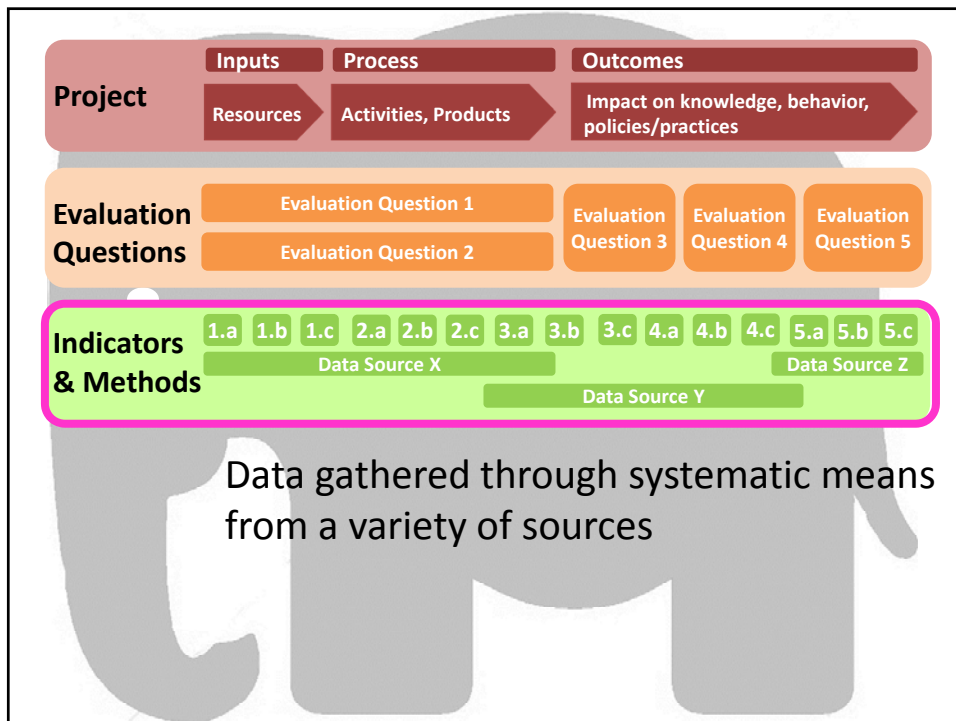 Inputs
Process
Outcomes
Project
Resources
Activities, Products
Impact on knowledge, behavior,
policies/practices
Evaluation
Questions
Evaluation Question 1
Evaluation Question 2
Evaluation
Question 3
Evaluation
Question 4
Evaluation
Question 5
Indicators
& Methods
1.a 1.b 1.c 2.a 2.b 2.c 3.a 3.b 3.c 4.a 4.b 4.c 5.a 5.b 5.c
Data Source X
Data Source Z
Data Source Y
Data gathered through systematic means
from a variety of sources